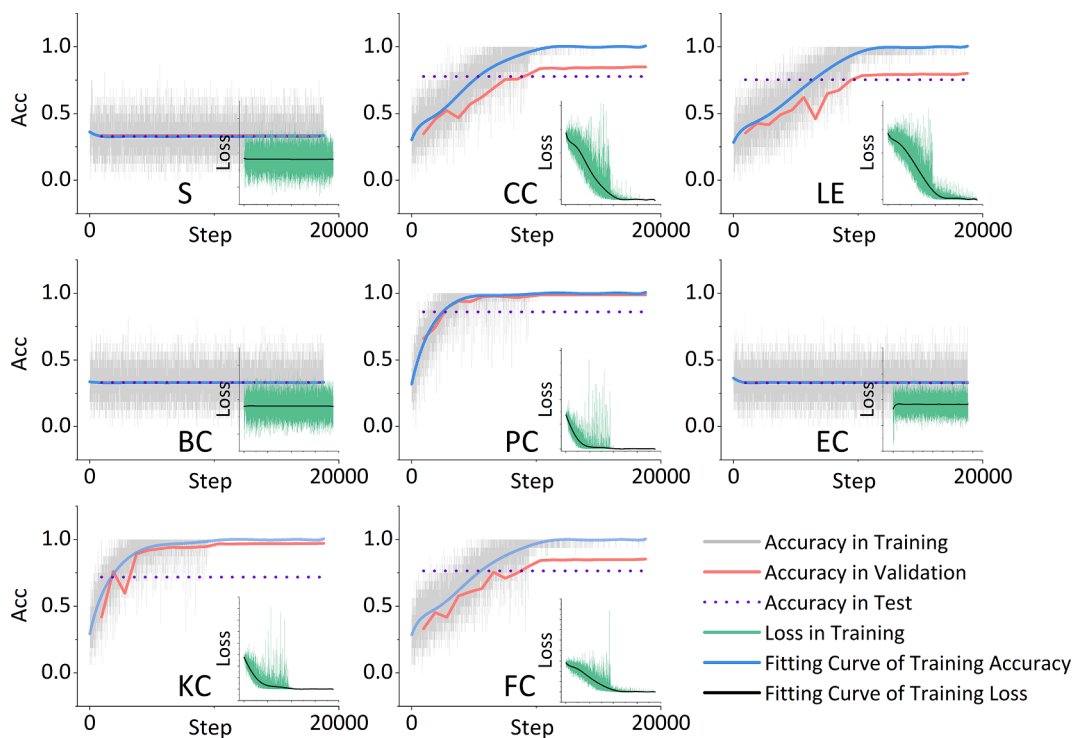 1.0
0.5
0.0
Acc
Loss
S
0
20000
Step
1.0
0.5
0.0
Loss
CC
0
20000
Step
1.0
0.5
0.0
Loss
LE
0
20000
Step
1.0
0.5
0.0
Acc
Loss
BC
0
20000
Step
1.0
0.5
0.0
Loss
PC
0
20000
Step
1.0
0.5
0.0
Loss
EC
0
20000
Step
1.0
0.5
0.0
Acc
Loss
KC
0
20000
Step
1.0
0.5
0.0
Loss
FC
0
20000
Step
Accuracy in Training
Accuracy in Validation
Accuracy in Test
Loss in Training
Fitting Curve of Training Accuracy
Fitting Curve of Training Loss